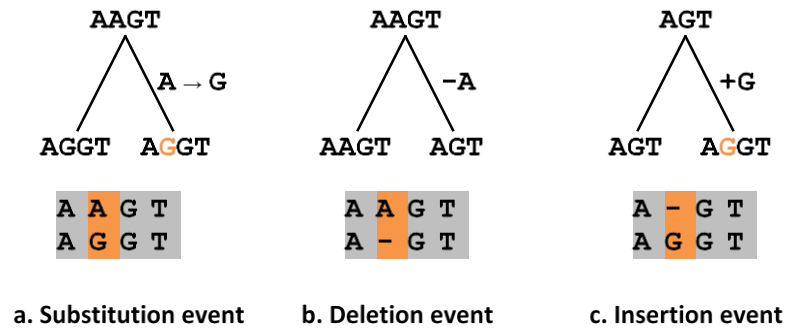 AAGT
A → G
AGGT AGGT
A A G T
A G G T
a. Substitution event
AAGT
–A
AAGT AGT
A A G T
A – G T
b. Deletion event
AGT
+G
AGT AGGT
A – G T
A G G T
c. Insertion event